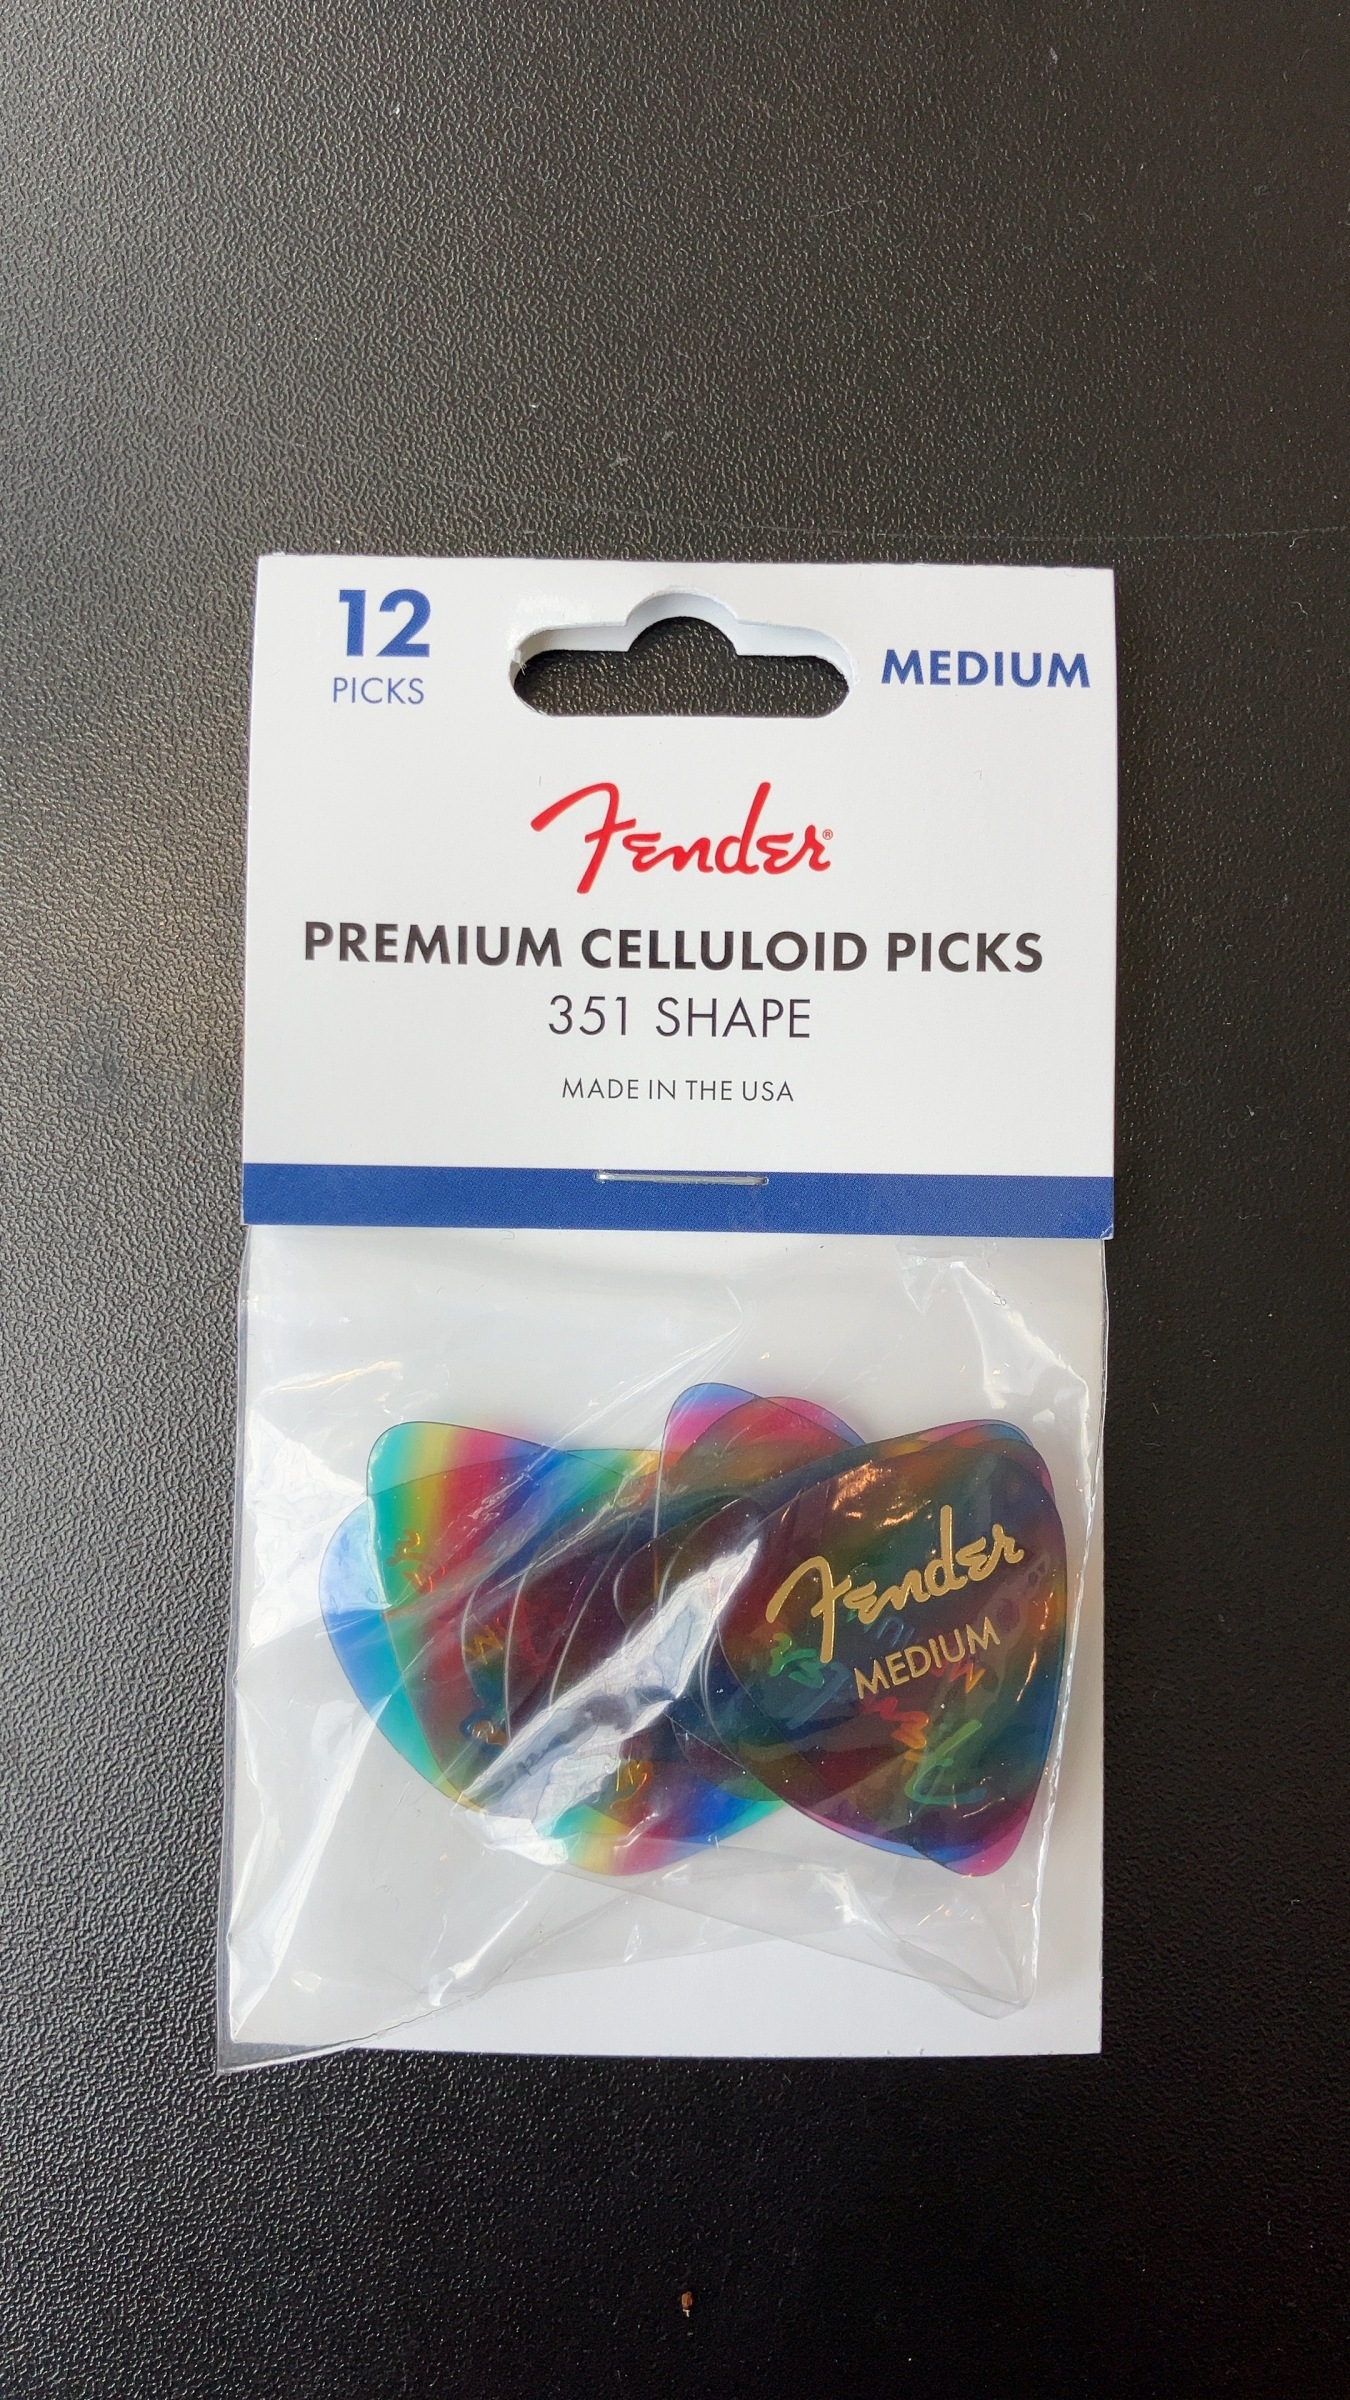 12
PICKS
MEDIUM
Fender®
PREMIUM CELLULOID PICKS
351 SHAPE
MADE IN THE USA
Fender
MEDIUM